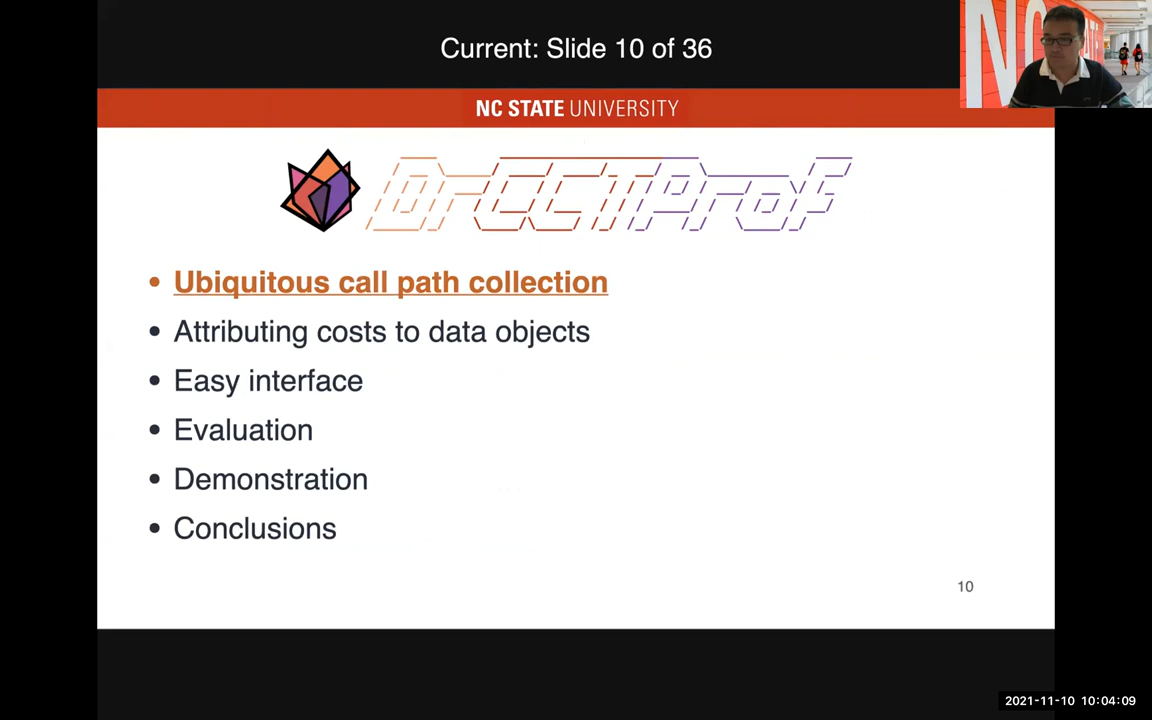 Current: Slide 10 of 36
NC STATE UNIVERSITY
DrCCTProf
• Ubiquitous call path collection
• Attributing costs to data objects
• Easy interface
• Evaluation
• Demonstration
• Conclusions
10
2021-11-10 10:04:09